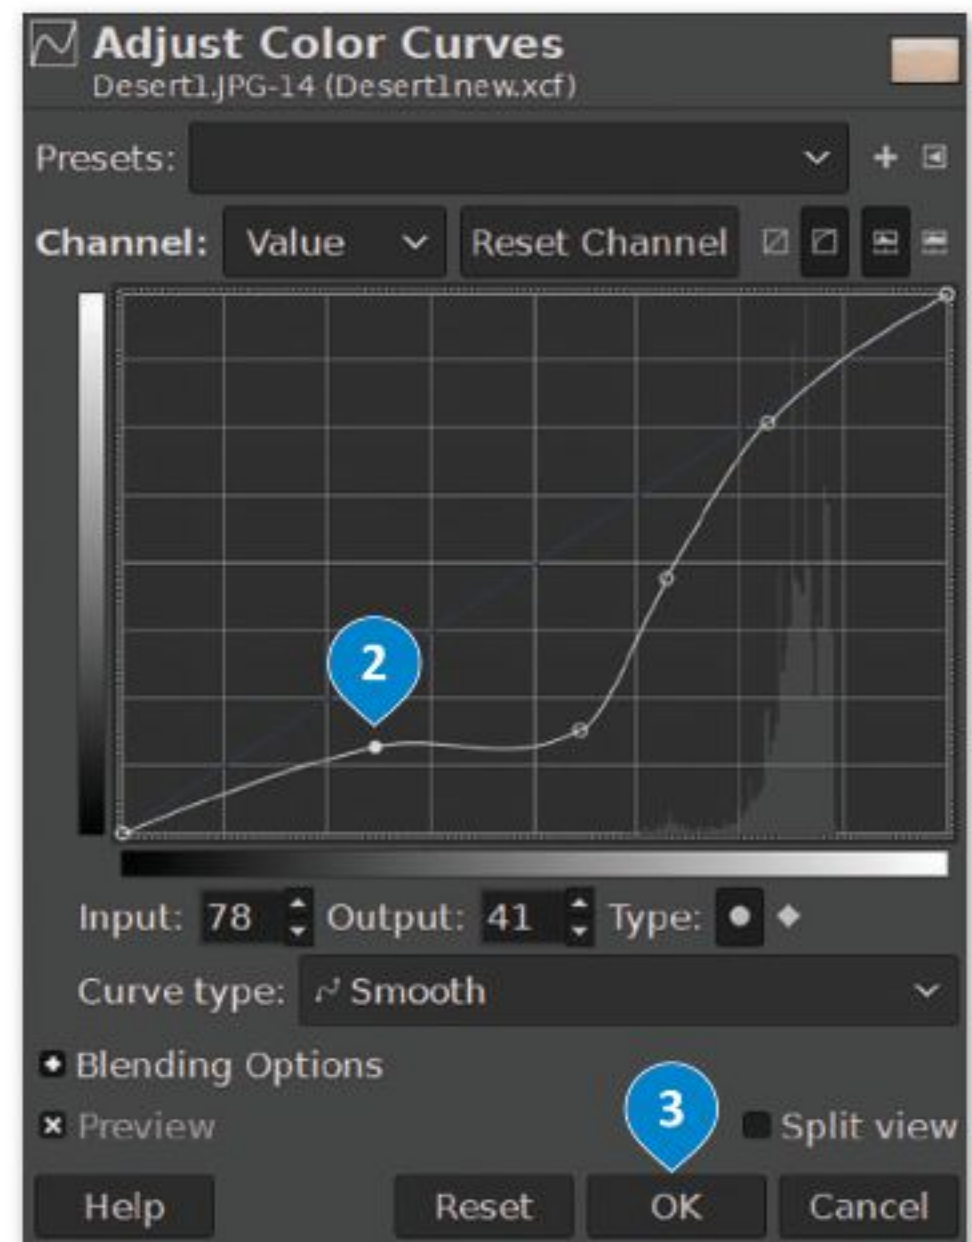 Adjust Color Curves
Desert1.JPG-14 (Desert1new.xcf)
Presets:
Channel: Value Reset Channel
2
Input: 78 Output: 41 Type:
Curve type: Smooth
Blending Options
3
Preview Split view
Help Reset OK Cancel